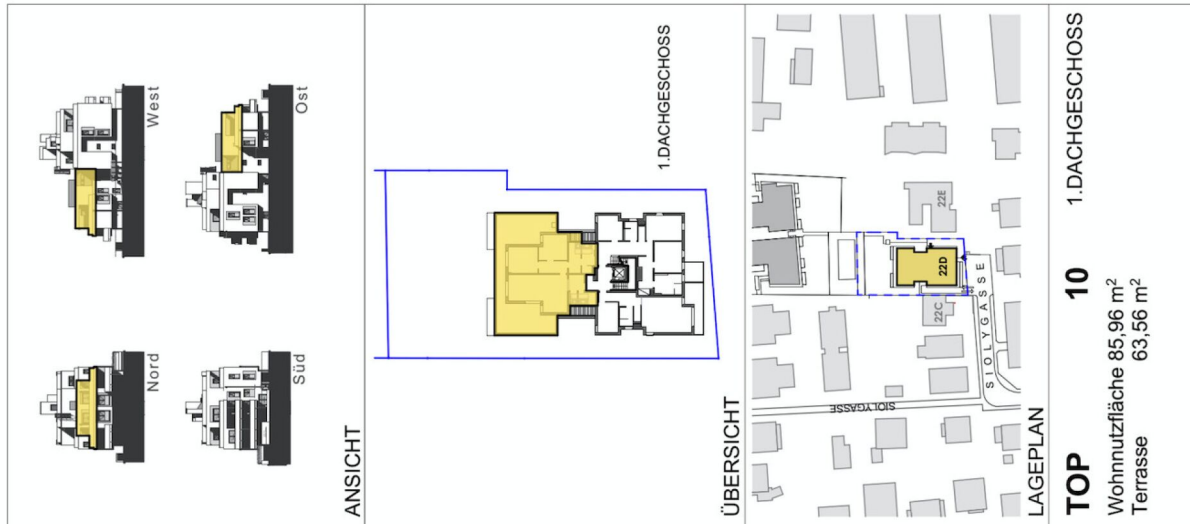 Nord
West
Süd
Ost
ANSICHT
1.DACHGESCHOSS
ÜBERSICHT
22E
22D
22C
SIOLYGASSE
SIOLYGASSE
LAGEPLAN
TOP 10 1.DACHGESCHOSS
Wohnnutzfläche 85,96 m²
Terrasse 63,56 m²